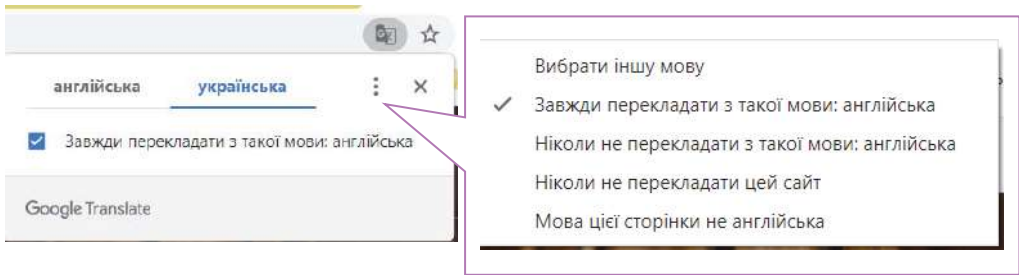 англійська
українська
Завжди перекладати з такої мови: англійська
Google Translate
Вибрати іншу мову
Завжди перекладати з такої мови: англійська
Ніколи не перекладати з такої мови: англійська
Ніколи не перекладати цей сайт
Мова цієї сторінки не англійська